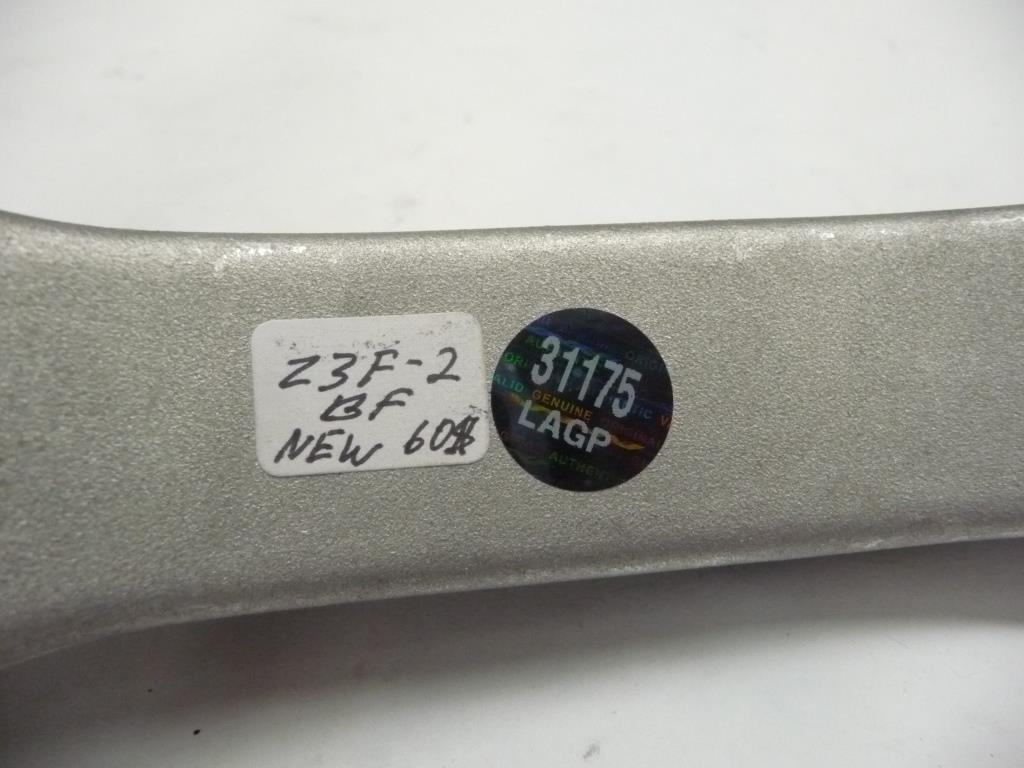 Z3F-2
BF
NEW 60$
31175
LAGP
GENUINE